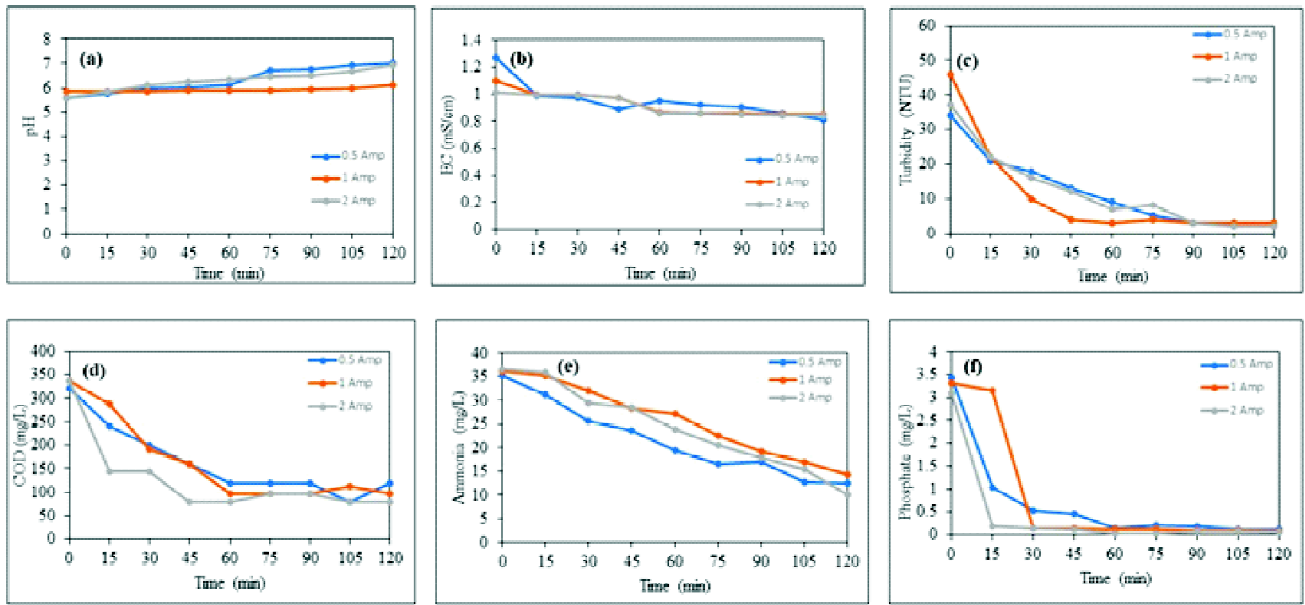 (a)
pH
8
7
6
5
4
3
2
1
0
0.5 Amp
1 Amp
2 Amp
0 15 30 45 60 75 90 105 120
Time (min)
(b)
EC (mS/cm)
1.4
1.2
1
0.8
0.6
0.4
0.2
0
0.5 Amp
1 Amp
2 Amp
0 15 30 45 60 75 90 105 120
Time (min)
(c)
Turbidity (NTU)
60
50
40
30
20
10
0
0.5 Amp
1 Amp
2 Amp
0 15 30 45 60 75 90 105 120
Time (min)
(d)
COD (mg/L)
400
350
300
250
200
150
100
50
0
0.5 Amp
1 Amp
2 Amp
0 15 30 45 60 75 90 105 120
Time (min)
(e)
Ammonia (mg/L)
40
35
30
25
20
15
10
5
0
0.5 Amp
1 Amp
2 Amp
0 15 30 45 60 75 90 105 120
Time (min)
(f)
Phosphate (mg/L)
4
3.5
3
2.5
2
1.5
1
0.5
0
0.5 Amp
1 Amp
2 Amp
0 15 30 45 60 75 90 105 120
Time (min)